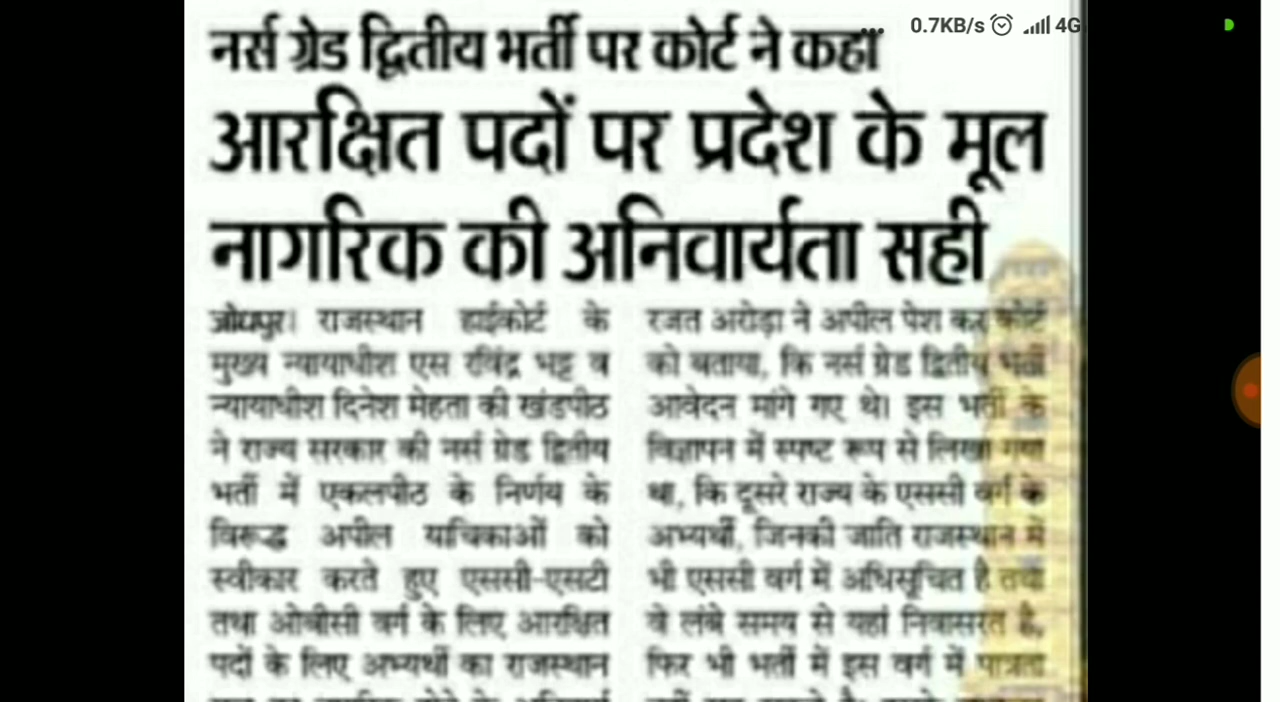 0.7KB/s 4G
नर्स ग्रेड द्वितीय भर्ती पर कोर्ट ने कहा
आरक्षित पदों पर प्रदेश के मूल
नागरिक की अनिवार्यता सही
जोधपुर। राजस्थान हाईकोर्ट के
मुख्य न्यायाधीश एस रविंद्र भट्ट व
न्यायाधीश दिनेश मेहता की खंडपीठ
ने राज्य सरकार की नर्स ग्रेड द्वितीय
भर्ती में एकलपीठ के निर्णय के
विरूद्ध अपील याचिकाओं को
स्वीकार करते हुए एससी-एसटी
तथा ओबीसी वर्ग के लिए आरक्षित
पदों के लिए अभ्यर्थी का राजस्थान
रजत अरोड़ा ने अपील पेश कर कोर्ट
को बताया, कि नर्स ग्रेड द्वितीय भर्ती
आवेदन मांगे गए थे। इस भर्ती के
विज्ञापन में स्पष्ट रूप से लिखा गया
था, कि दूसरे राज्य के एससी वर्ग के
अभ्यर्थी, जिनकी जाति राजस्थान में
भी एससी वर्ग में अधिसूचित है तथा
वे लंबे समय से यहां निवासरत है,
फिर भी भर्ती में इस वर्ग में पात्रता